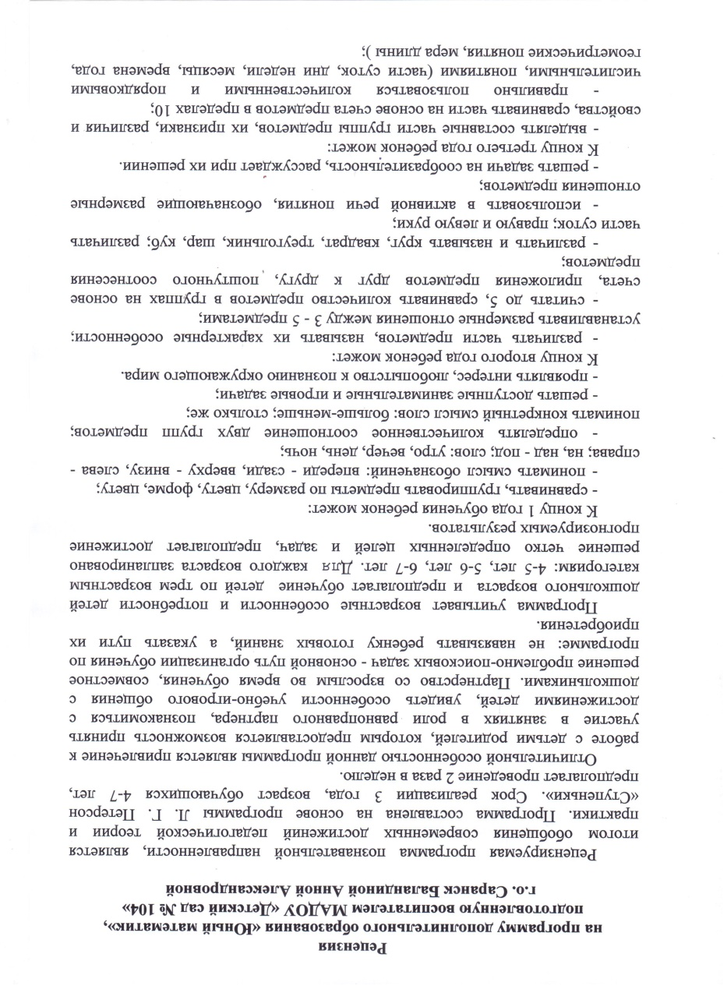 Рецензия
на программу дополнительного образования «Юный математик»,
подготовленную воспитателем МАДОУ «Детский сад № 104»
г.о. Саранск Баландиной Анной Александровной
Рецензируемая программа познавательной направленности, является
итогом обобщения современных достижений педагогической теории и
практики. Программа составлена на основе программы Л. Г. Петерсон
«Ступеньки». Срок реализации 3 года, возраст обучающихся 4-7 лет,
предполагает проведение 2 раза в неделю.
Отличительной особенностью данной программы является привлечение к
работе с детьми родителей, которым предоставляется возможность принять
участие в занятиях в роли равноправного партнера, познакомиться с
достижениями детей, увидеть особенности учебно-игрового общения с
дошкольниками. Партнерство со взрослым во время обучения, совместное
решение проблемно-поисковых задач - основной путь организации обучения по
программе: не навязывать ребенку готовых знаний, а указать пути их
приобретения.
Программа учитывает возрастные особенности и потребности детей
дошкольного возраста и предполагает обучение детей по трем возрастным
категориям: 4-5 лет, 5-6 лет, 6-7 лет. Для каждого возраста запланировано
решение четко определенных целей и задач, предполагает достижение
прогнозируемых результатов.
К концу 1 года обучения ребенок может:
- сравнивать, группировать предметы по размеру, цвету, форме, цвету;
- понимать смысл обозначений: впереди - сзади, вверху - внизу, слева -
справа; на, над - под; слов: утро, вечер, день, ночь;
- определять количественное соотношение двух групп предметов;
понимать конкретный смысл слов: больше-меньше; столько же;
- решать доступные занимательные и игровые задачи;
- проявлять интерес, любопытство к познанию окружающего мира.
К концу второго года ребенок может:
- различать части предметов, называть их характерные особенности;
устанавливать размерные отношения между 3 - 5 предметами;
- считать до 5, сравнивать количество предметов в группах на основе
счета, приложения предметов друг к другу, поштучного соотнесения
предметов;
- различать и называть круг, квадрат, треугольник, шар, куб; различать
части суток; правую и левую руки;
- использовать в активной речи понятия, обозначающие размерные
отношения предметов;
- решать задачи на сообразительность, рассуждает при их решении.
К концу третьего года ребенок может:
- выделять составные части группы предметов, их признаки, различия и
свойства, сравнивать части на основе счета предметов в пределах 10;
- правильно пользоваться количественными и порядковыми
числительными, понятиями (части суток, дни недели, месяцы, времена года,
геометрические понятия, мера длины );